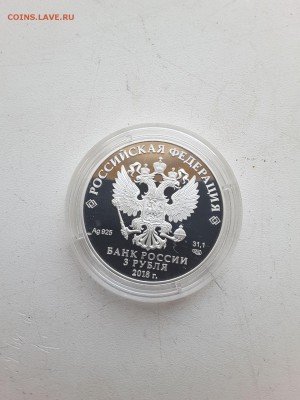 COINS.LAVE.RU
РОССИЙСКАЯ ФЕДЕРАЦИЯ
Ag 925
31,1
БАНК РОССИИ
3 РУБЛЯ
2018 г.